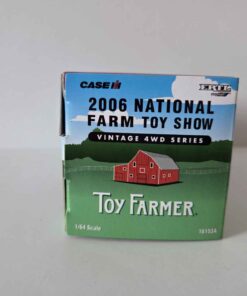 CASE IH ERTL
2006 NATIONAL
FARM TOY SHOW
VINTAGE 4WD SERIES
TOY FARMER
1/64 Scale